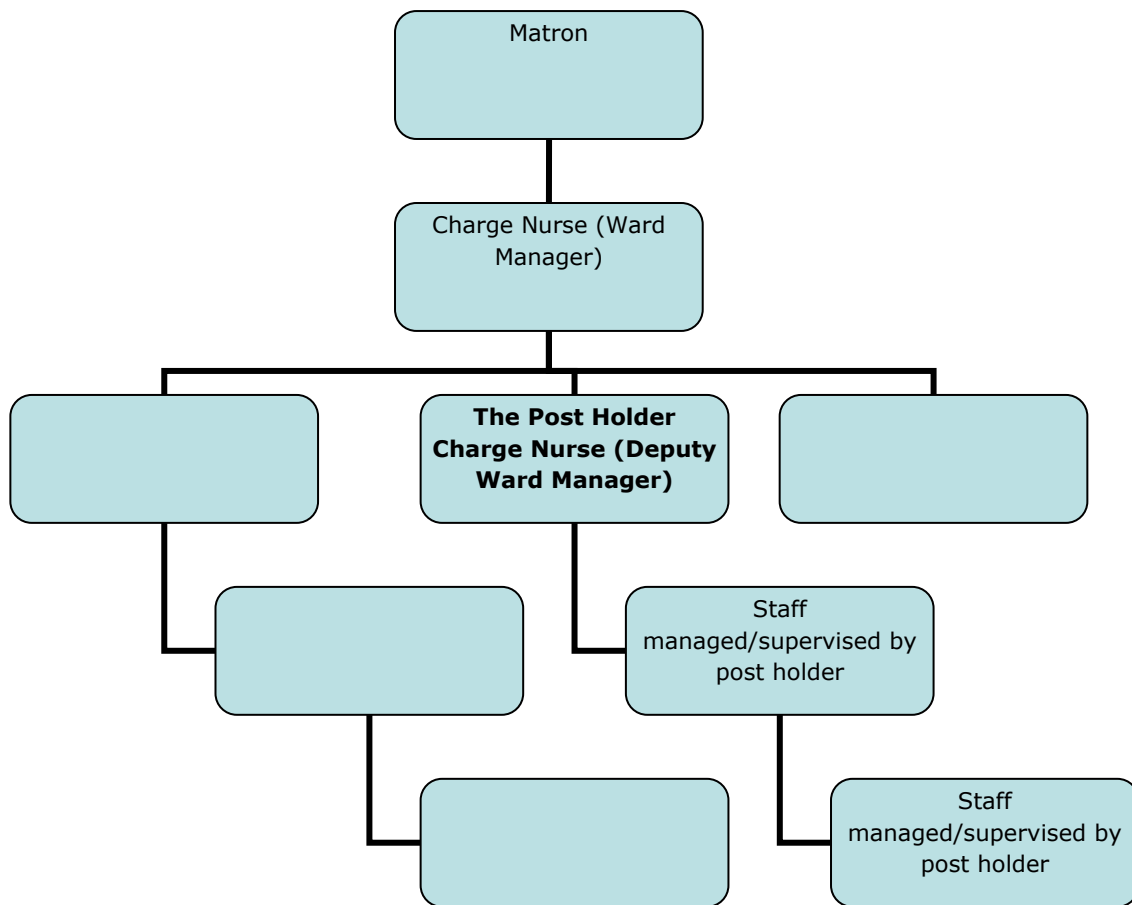 Matron
Charge Nurse (Ward
Manager)
The Post Holder
Charge Nurse (Deputy
Ward Manager)
Staff
managed/supervised by
post holder
Staff
managed/supervised by
post holder